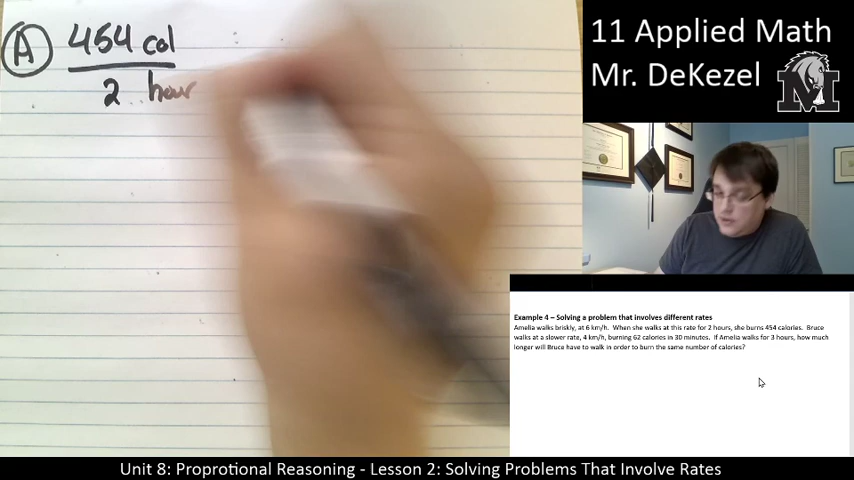 A 454 cal
2 hour
11 Applied Math
Mr. DeKezel
M
Example 4 – Solving a problem that involves different rates
Amelia walks briskly, at 6 km/h. When she walks at this rate for 2 hours, she burns 454 calories. Bruce
walks at a slower rate, 4 km/h, burning 62 calories in 30 minutes. If Amelia walks for 3 hours, how much
longer will Bruce have to walk in order to burn the same number of calories?
Unit 8: Proprotional Reasoning - Lesson 2: Solving Problems That Involve Rates